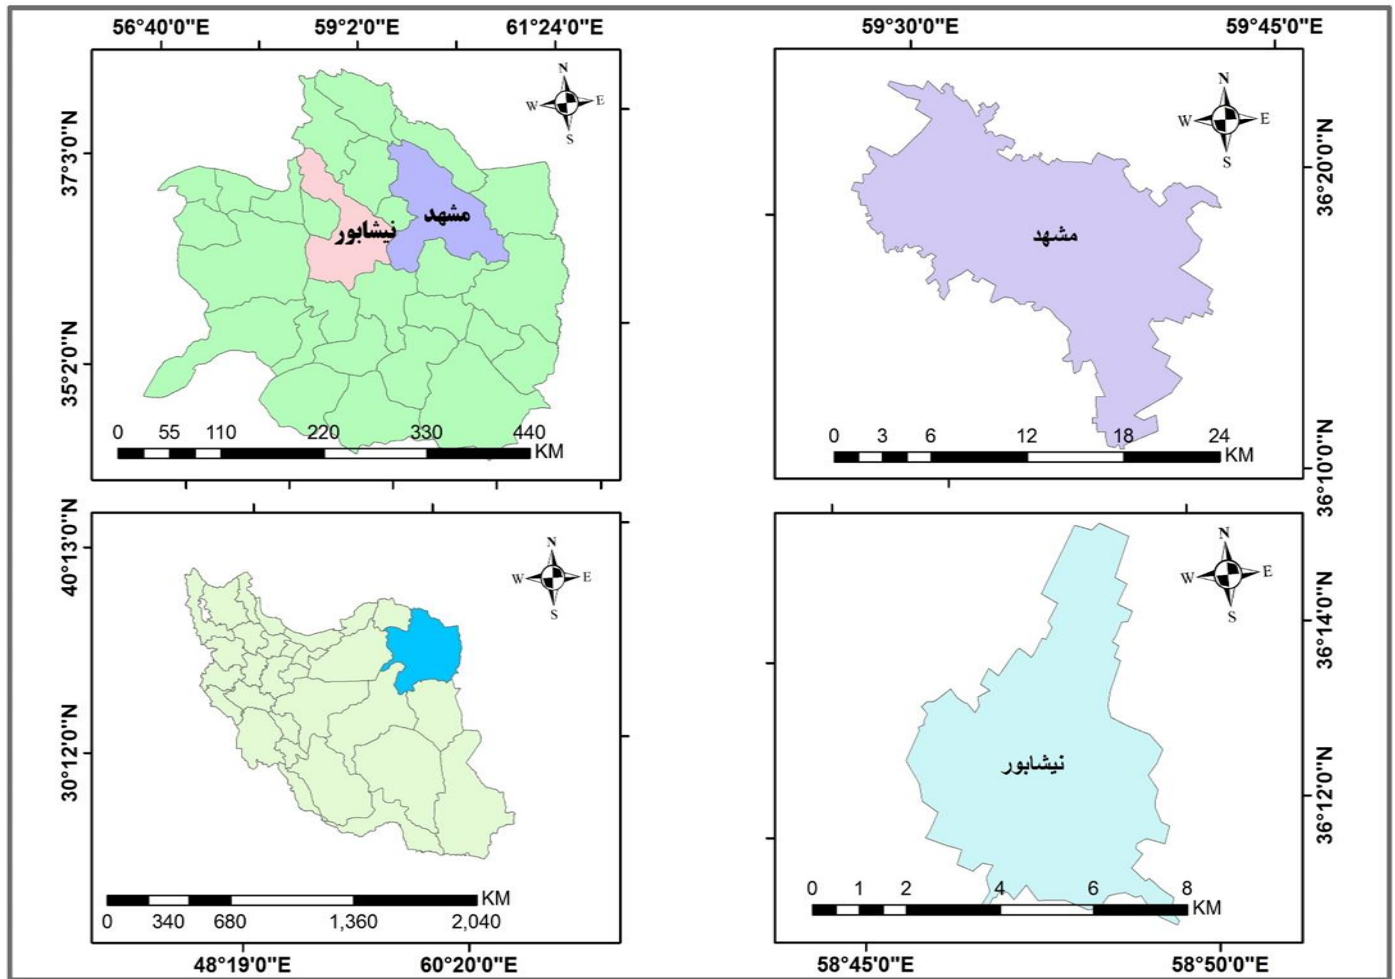 56°40'0"E 59°2'0"E 61°24'0"E
37°3'0"N
35°2'0"N
N
W E
S
مشهد
نیشابور
0 55 110 220 330 440
KM
59°30'0"E 59°45'0"E
36°20'0"N
36°10'0"N
N
W E
S
مشهد
0 3 6 12 18 24
KM
40°13'0"N
30°12'0"N
N
W E
S
KM
0 340 680 1,360 2,040
48°19'0"E 60°20'0"E
N
W E
S
36°14'0"N
36°12'0"N
نیشابور
0 1 2 4 6 8
KM
58°45'0"E 58°50'0"E